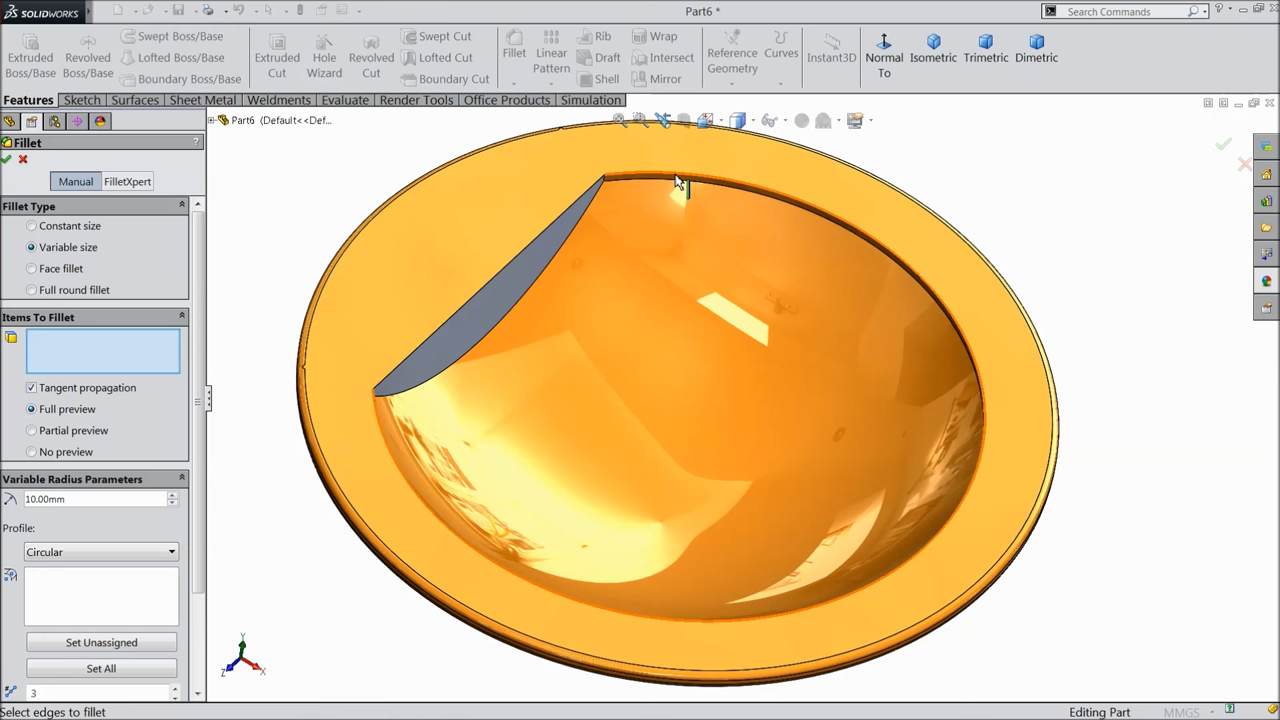 SOLIDWORKS
Part6 *
Search Commands
Extruded Boss/Base
Revolved Boss/Base
Swept Boss/Base
Lofted Boss/Base
Boundary Boss/Base
Extruded Cut
Hole Wizard
Revolved Cut
Swept Cut
Lofted Cut
Boundary Cut
Fillet
Linear Pattern
Rib
Draft
Shell
Wrap
Intersect
Mirror
Reference Geometry
Curves
Instant3D
Normal To
Isometric
Trimetric
Dimetric
Features Sketch Surfaces Sheet Metal Weldments Evaluate Render Tools Office Products Simulation
Part6 (Default<<Def...
Fillet
Manual FilletXpert
Fillet Type
Constant size
Variable size
Face fillet
Full round fillet
Items To Fillet
Tangent propagation
Full preview
Partial preview
No preview
Variable Radius Parameters
10.00mm
Profile:
Circular
Set Unassigned
Set All
3
Y
Z
X
Select edges to fillet
Editing Part
MMGS